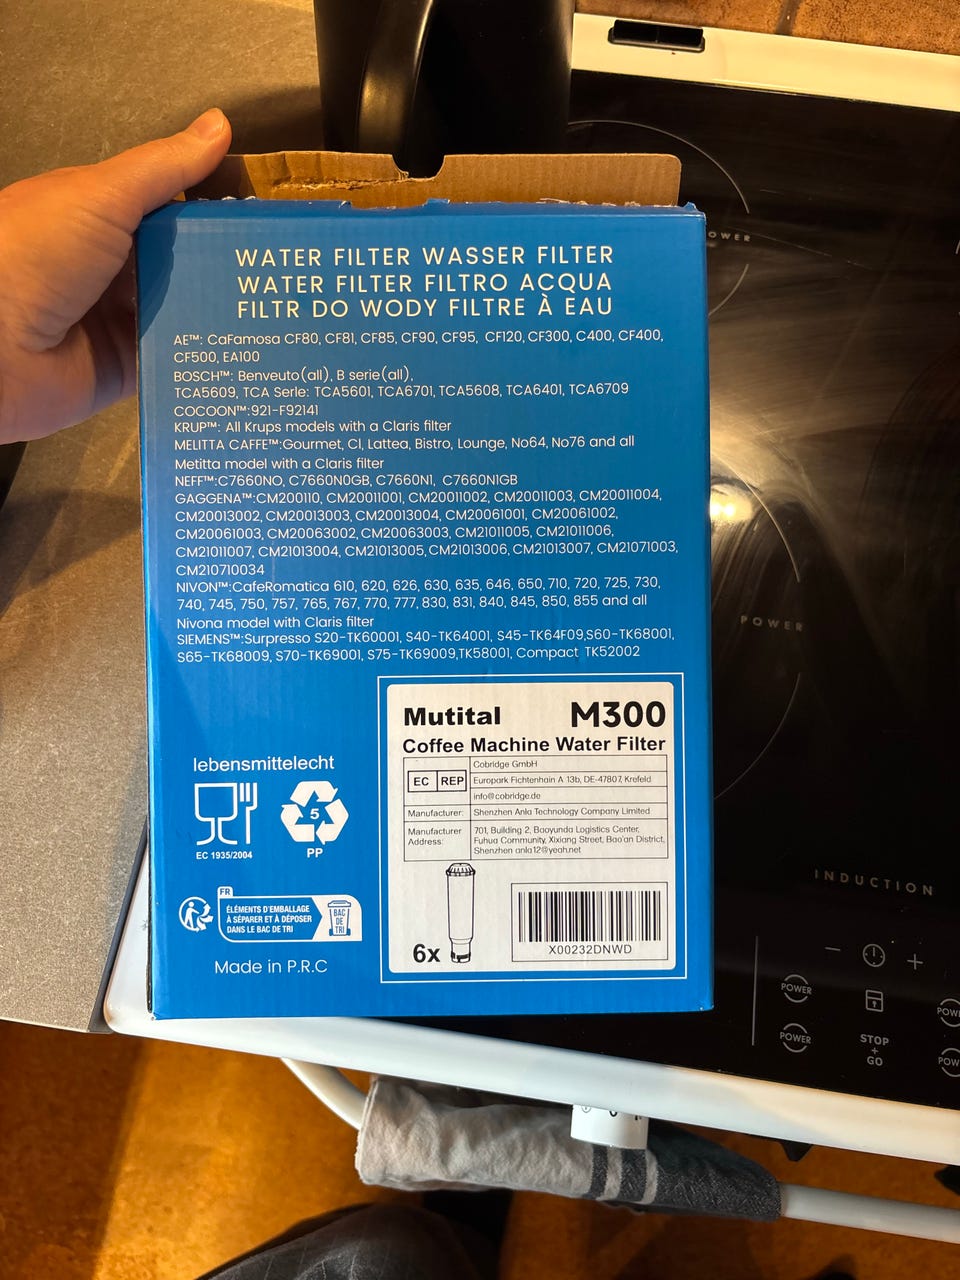 WATER FILTER WASSER FILTER
WATER FILTER FILTRO ACQUA
FILTR DO WODY FILTRE À EAU
AE™: CaFamosa CF80, CF81, CF85, CF90, CF95, CF120, CF300, C400, CF400,
CF500, EA100
BOSCH™: Benveuto(all), B serie(all),
TCA5609, TCA Serle: TCA5601, TCA6701, TCA5608, TCA6401, TCA6709
COCOON™:921-F92141
KRUP™: All Krups models with a Claris filter
MELITTA CAFFE™:Gourmet, CI, Lattea, Bistro, Lounge, No64, No76 and all
Metitta model with a Claris filter
NEFF™:C7660NO, C7660N0GB, C7660N1, C7660N1GB
GAGGENA™:CM200110, CM20011001, CM20011002, CM20011003, CM20011004,
CM20013002, CM20013003, CM20013004, CM20061001, CM20061002,
CM20061003, CM20063002, CM20063003, CM21011005, CM21011006,
CM21011007, CM21013004, CM21013005, CM21013006, CM21013007, CM21071003,
CM210710034
NIVON™:CafeRomatica 610, 620, 626, 630, 635, 646, 650, 710, 720, 725, 730,
740, 745, 750, 757, 765, 767, 770, 777, 830, 831, 840, 845, 850, 855 and all
Nivona model with Claris filter
SIEMENS™:Surpresso S20-TK60001, S40-TK64001, S45-TK64F09,S60-TK68001,
S65-TK68009, S70-TK69001, S75-TK69009,TK58001, Compact TK52002
lebensmittelecht
EC 1935/2004
5
PP
FR
ÉLÉMENTS D'EMBALLAGE
À SÉPARER ET À DÉPOSER
DANS LE BAC DE TRI
BAC
DE
TRI
Made in P.R.C
Mutital M300
Coffee Machine Water Filter
EC REP
Cobridge GmbH
Europark Fichtenhain A 13b, DE-47807, Krefeld
info@cobridge.de
Manufacturer: Shenzhen Anla Technology Company Limited
Manufacturer Address: 701, Building 2, Baoyunda Logistics Center,
Fuhua Community, Xixiang Street, Bao'an District,
Shenzhen anla12@yeah.net
6x
X00232DNWD
POWER
POWER
INDUCTION
POWER
POWER
STOP
+
GO